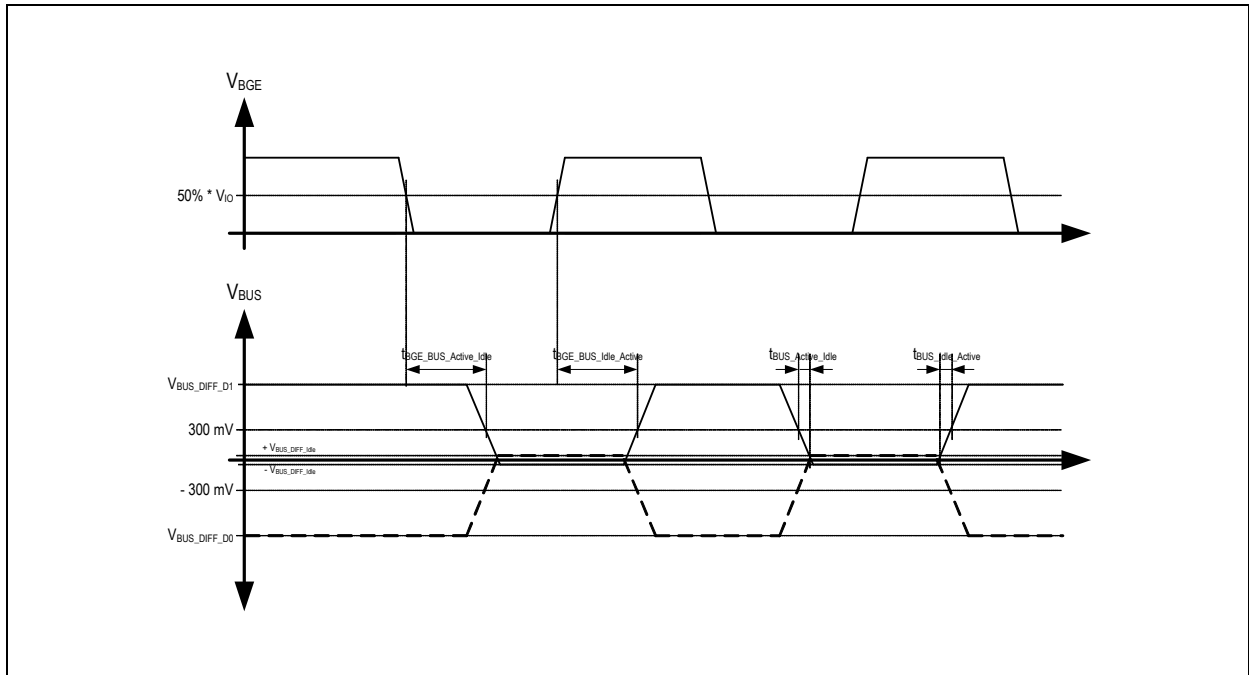 VBGE
50% * VIO
VBUS
tBGE_BUS_Active_Idle
tBGE_BUS_Idle_Active
tBUS_Active_Idle
tBUS_Idle_Active
VBUS_DIFF_D1
300 mV
+ VBUS_DIFF_Idle
- VBUS_DIFF_Idle
- 300 mV
VBUS_DIFF_D0